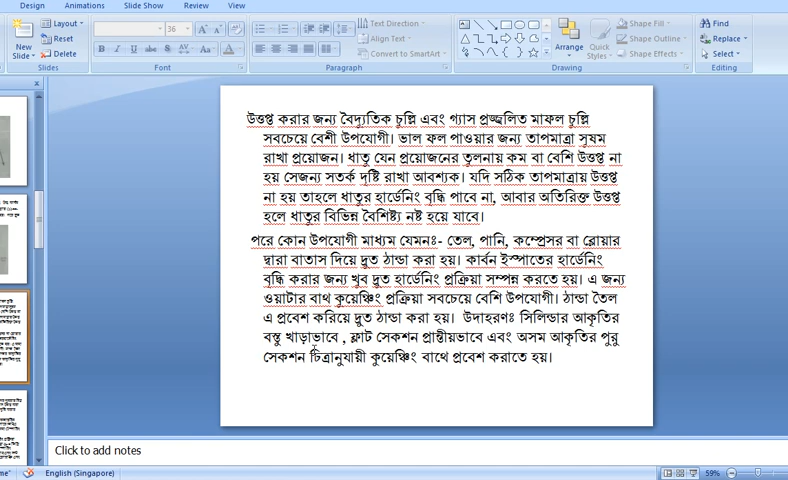 Design Animations Slide Show Review View
Layout
36
Text Direction
Shape Fill
Find
Reset
Align Text
Shape Outline
Replace
New Slide
Delete
Convert to SmartArt
Arrange
Quick Styles
Shape Effects
Select
Slides Font Paragraph Drawing Editing
উত্তপ্ত করার জন্য বৈদ্যুতিক চুল্লি এবং গ্যাস প্রজ্জ্বলিত মাফল চুল্লি
সবচেয়ে বেশী উপযোগী। ভাল ফল পাওয়ার জন্য তাপমাত্রা সুষম
রাখা প্রয়োজন। ধাতু যেন প্রয়োজনের তুলনায় কম বা বেশি উত্তপ্ত না
হয় সেজন্য সতর্ক দৃষ্টি রাখা আবশ্যক। যদি সঠিক তাপমাত্রায় উত্তপ্ত
না হয় তাহলে ধাতুর হার্ডেনিং বৃদ্ধি পাবে না, আবার অতিরিক্ত উত্তপ্ত
হলে ধাতুর বিভিন্ন বৈশিষ্ট্য নষ্ট হয়ে যাবে।
পরে কোন উপযোগী মাধ্যম যেমনঃ- তেল, পানি, কম্প্রেসর বা ব্লোয়ার
দ্বারা বাতাস দিয়ে দ্রুত ঠান্ডা করা হয়। কার্বন ইস্পাতের হার্ডেনিং
বৃদ্ধি করার জন্য খুব দ্রুত হার্ডেনিং প্রক্রিয়া সম্পন্ন করতে হয়। এ জন্য
ওয়াটার বাথ কুয়েঞ্চিং প্রক্রিয়া সবচেয়ে বেশি উপযোগী। ঠান্ডা তৈল
এ প্রবেশ করিয়ে দ্রুত ঠান্ডা করা হয়। উদাহরণঃ সিলিন্ডার আকৃতির
বস্তু খাড়াভাবে , ফ্লাট সেকশন প্রান্তীয়ভাবে এবং অসম আকৃতির পুরু
সেকশন চিত্রানুযায়ী কুয়েঞ্চিং বাথে প্রবেশ করাতে হয়।
Click to add notes
English (Singapore)
59%